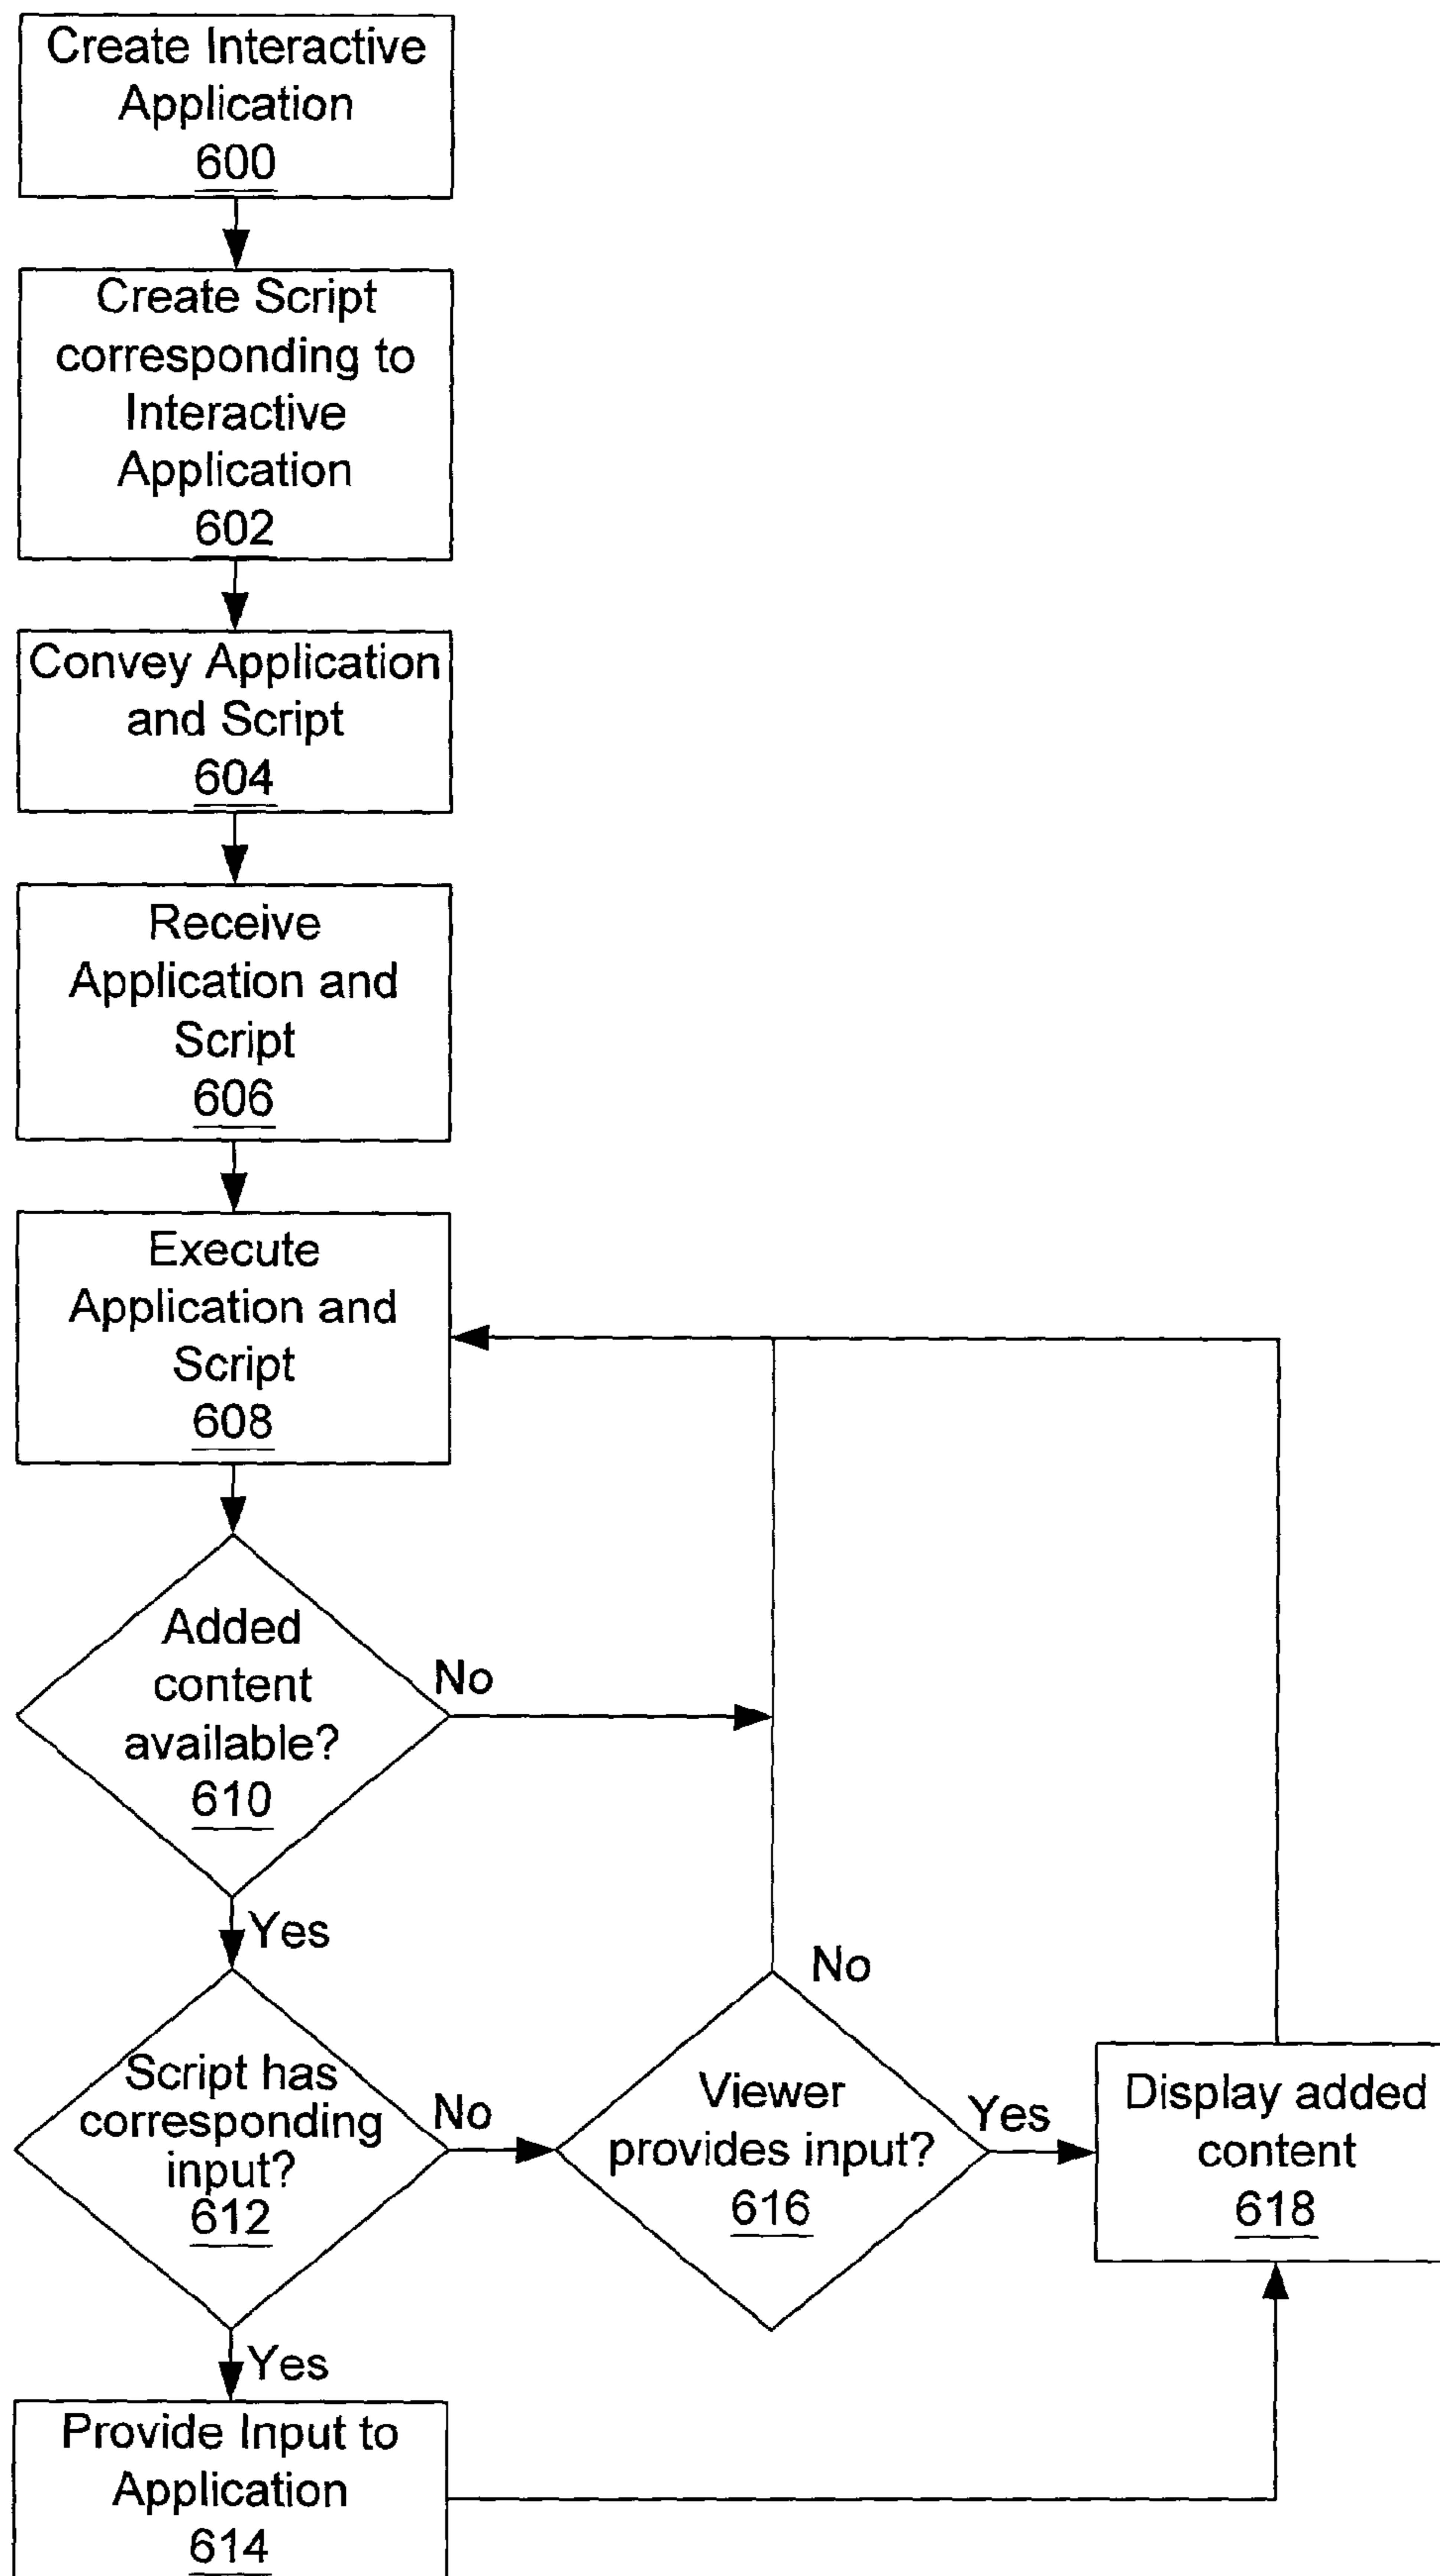 Create Interactive
Application
600
Create Script
corresponding to
Interactive
Application
602
Convey Application
and Script
604
Receive
Application and
Script
606
Execute
Application and
Script
608
Added
content
available?
610
No
Yes
Script has
corresponding
input?
612
No
Viewer
provides input?
616
No
Yes
Display added
content
618
Yes
Provide Input to
Application
614